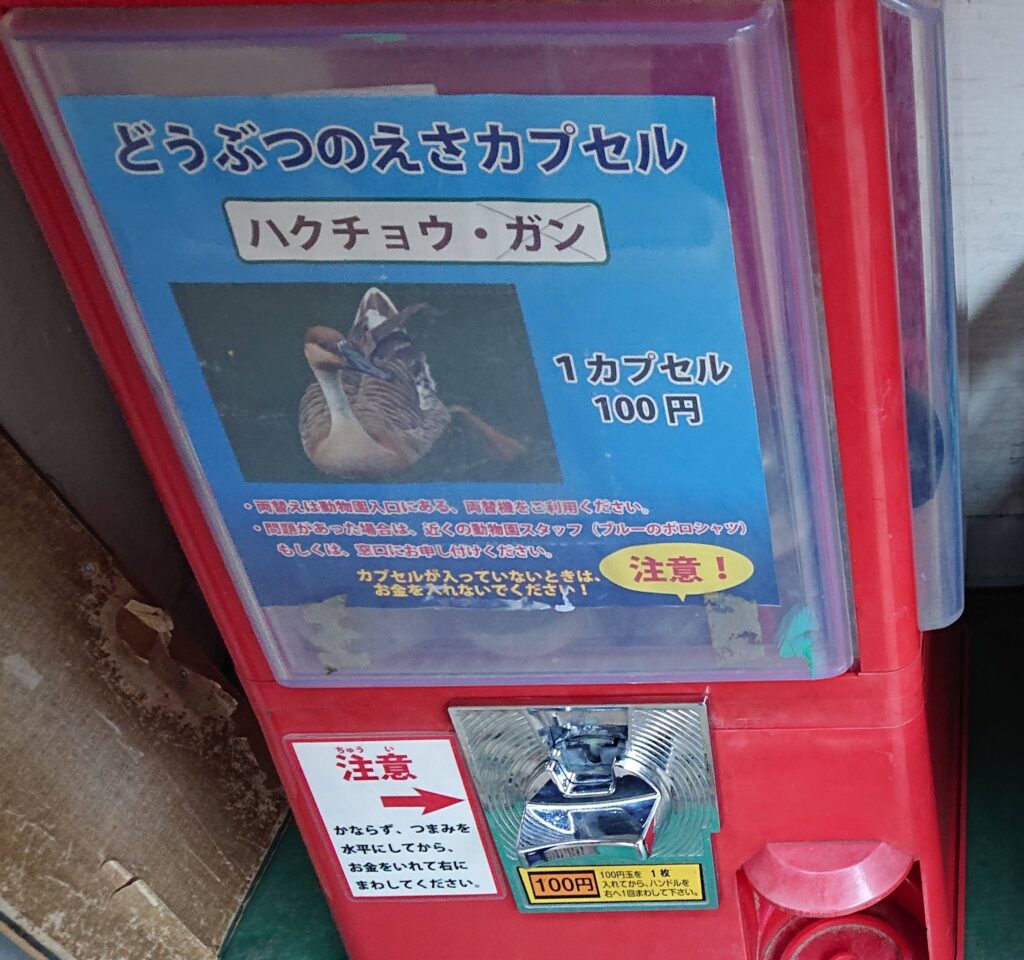 どうぶつのえさカプセル
ハクチョウ・ガン
1カプセル
100円
・両替えは動物園入口にある、両替機をご利用ください。
・問題があった場合は、近くの動物園スタッフ（ブルーのポロシャツ）
もしくは、窓口にお申し付けください。
カプセルが入っていないときは、
お金を入れないでください！
注意！
ちゅうい
注意
かならず、つまみを
水平にしてから、
お金をいれて右に
まわしてください。
100円
100円玉を 1枚
入れてから、ハンドルを
右へ1回まわして下さい。